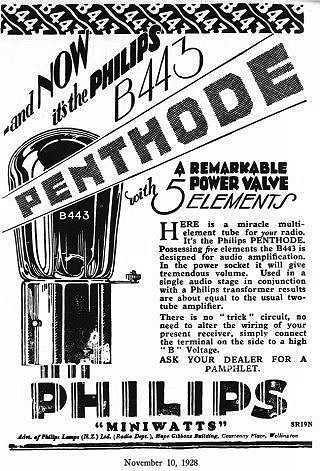 B443 B443 B443
-and NOW
it's the PHILIPS
B443
PENTHODE
with 5
A REMARKABLE
POWER VALVE
ELEMENTS
B443
HERE is a miracle multi-
element tube for your radio.
It's the Philips PENTHODE.
Possessing five elements the B443 is
designed for audio amplification.
In the power socket it will give
tremendous volume. Used in a
single audio stage in conjunction
with a Philips transformer results
are about equal to the usual two-
tube amplifier.
There is no "trick" circuit, no
need to alter the wiring of your
present receiver, simply connect
the terminal on the side to a high
"B" Voltage.
ASK YOUR DEALER FOR A
PAMPHLET.
PHILIPS
"MINIWATTS"
SR19N
Advt. of Philips Lamps (N.Z.) Ltd. (Radio Dept.), Hope Gibbons Building, Courtenay Place, Wellington
November 10, 1928